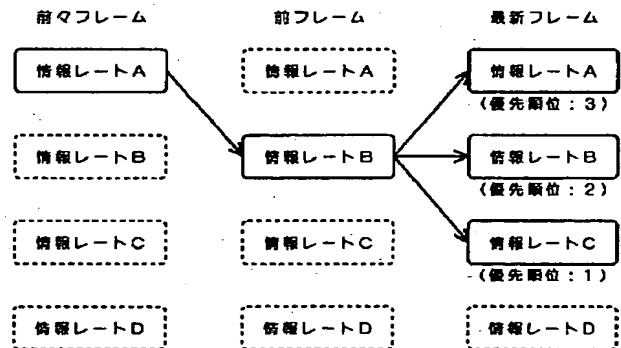 前々フレーム 前フレーム 最新フレーム
情報レートA 情報レートA 情報レートA
(優先順位：3)
情報レートB 情報レートB 情報レートB
(優先順位：2)
情報レートC 情報レートC 情報レートC
(優先順位：1)
情報レートD 情報レートD 情報レートD